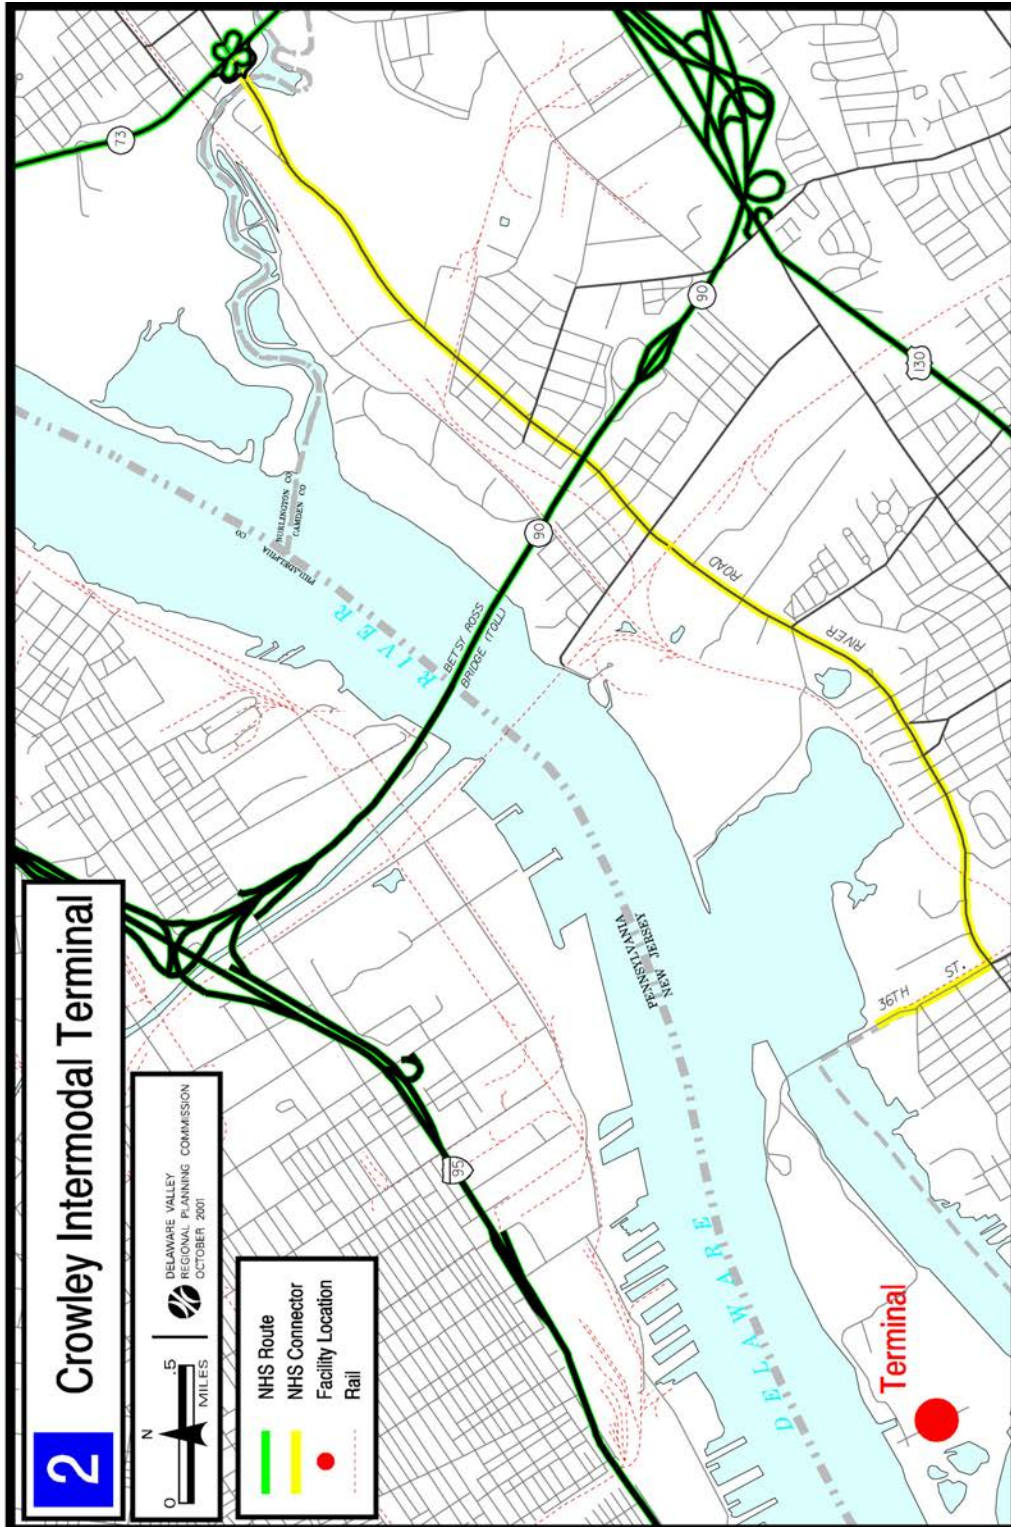 2
Crowley Intermodal Terminal
N
0 .5
MILES
DELAWARE VALLEY
REGIONAL PLANNING COMMISSION
OCTOBER 2001
NHS Route
NHS Connector
Facility Location
Rail
73
90
90
130
95
PHILADELPHIA CO
BURLINGTON CO
CAMDEN CO
RIVER
BETSY ROSS
BRIDGE (TOLL)
RIVER ROAD
PENNSYLVANIA
NEW JERSEY
36TH ST.
DELAWARE
Terminal